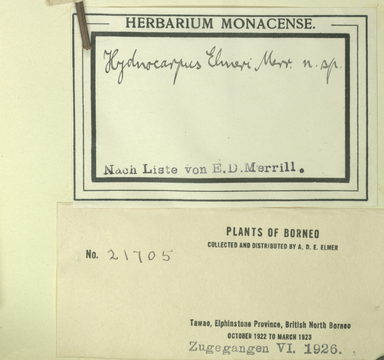 HERBARIUM MONACENSE.
Hydnocarpus Elmeri Merr. n. sp.
Nach Liste von E.D.Merrill.
PLANTS OF BORNEO
COLLECTED AND DISTRIBUTED BY A. D. E. ELMER
No. 21705
Tawao, Elphinstone Province, British North Borneo
OCTOBER 1922 TO MARCH 1923
Zugegangen VI. 1926.